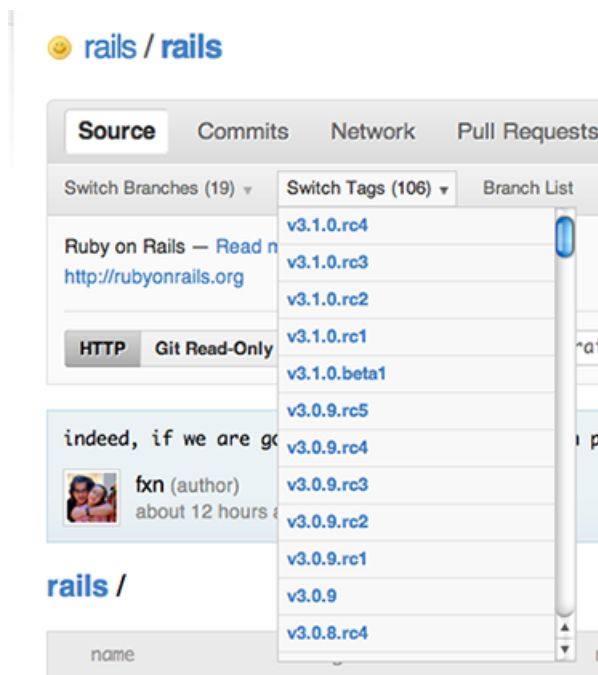 rails / rails
Source Commits Network Pull Requests
Switch Branches (19) Switch Tags (106) Branch List
v3.1.0.rc4
v3.1.0.rc3
v3.1.0.rc2
v3.1.0.rc1
v3.1.0.beta1
v3.0.9.rc5
v3.0.9.rc4
v3.0.9.rc3
v3.0.9.rc2
v3.0.9.rc1
v3.0.9
v3.0.8.rc4
Ruby on Rails — Read
http://rubyonrails.org
HTTP Git Read-Only
indeed, if we are
fxn (author)
about 12 hours
rails /
name